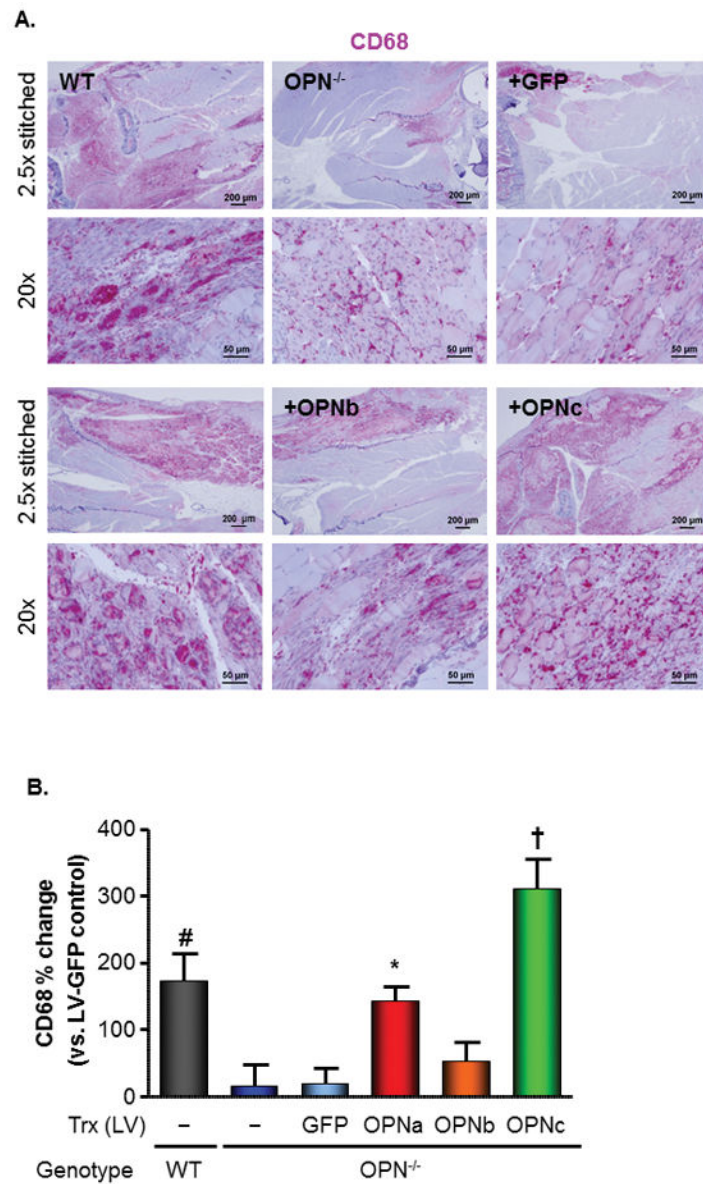 A.
CD68
2.5x stitched
WT
OPN-/-
+GFP
200 µm
200 µm
200 µm
20x
50 µm
50 µm
50 µm
2.5x stitched
+OPNb
+OPNc
200 µm
200 µm
200 µm
20x
50 µm
50 µm
50 µm
B.
CD68 % change
(vs. LV-GFP control)
400
300
200
100
0
#
*
†
Trx (LV) – – GFP OPNa OPNb OPNc
Genotype WT OPN-/-